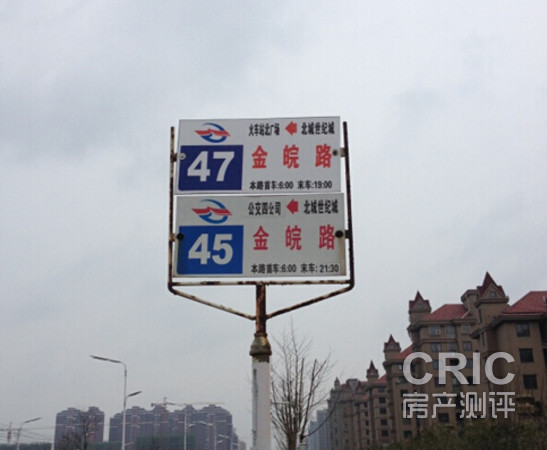 火车站北广场 北城世纪城
47 金皖路
本路首车:6:00 末车:19:00
公交四公司 北城世纪城
45 金皖路
本路首车:6:00 末车:21:30
CRIC
房产测评